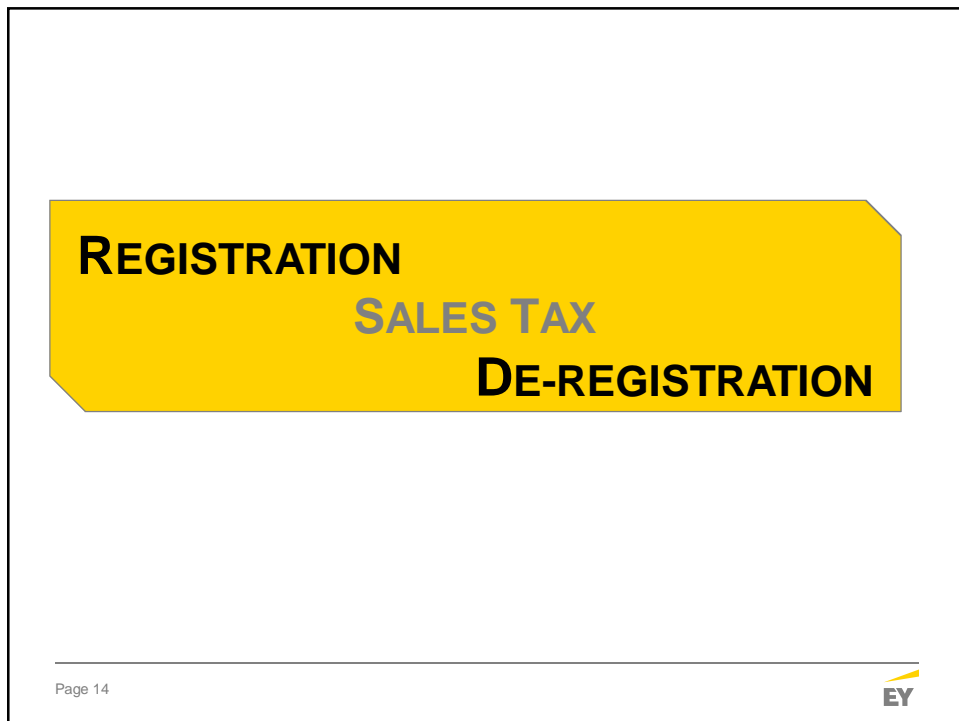 REGISTRATION
SALES TAX
DE-REGISTRATION
Page 14
EY